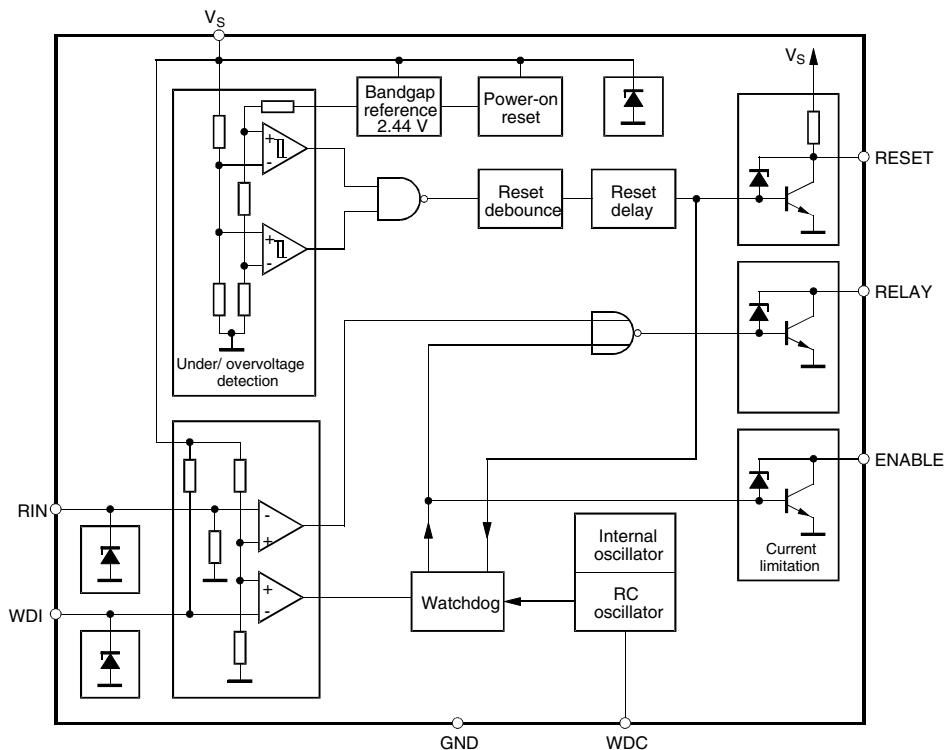 VS
VS
Bandgap
reference
2.44 V
Power-on
reset
+
-
+
-
Reset
debounce
Reset
delay
RESET
RELAY
Under/ overvoltage
detection
ENABLE
RIN
-
+
+
-
Internal
oscillator
RC
oscillator
Current
limitation
Watchdog
WDI
GND
WDC